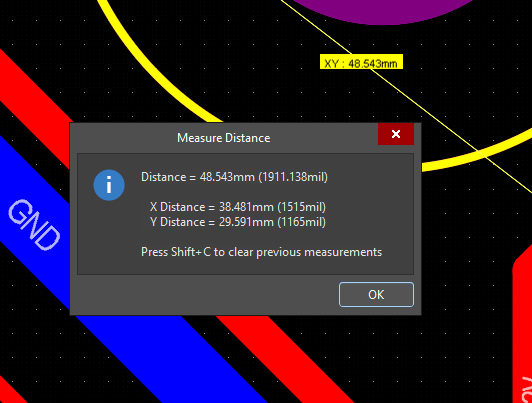 XY : 48.543mm
Measure Distance
Distance = 48.543mm (1911.138mil)
X Distance = 38.481mm (1515mil)
Y Distance = 29.591mm (1165mil)
Press Shift+C to clear previous measurements
OK
GND